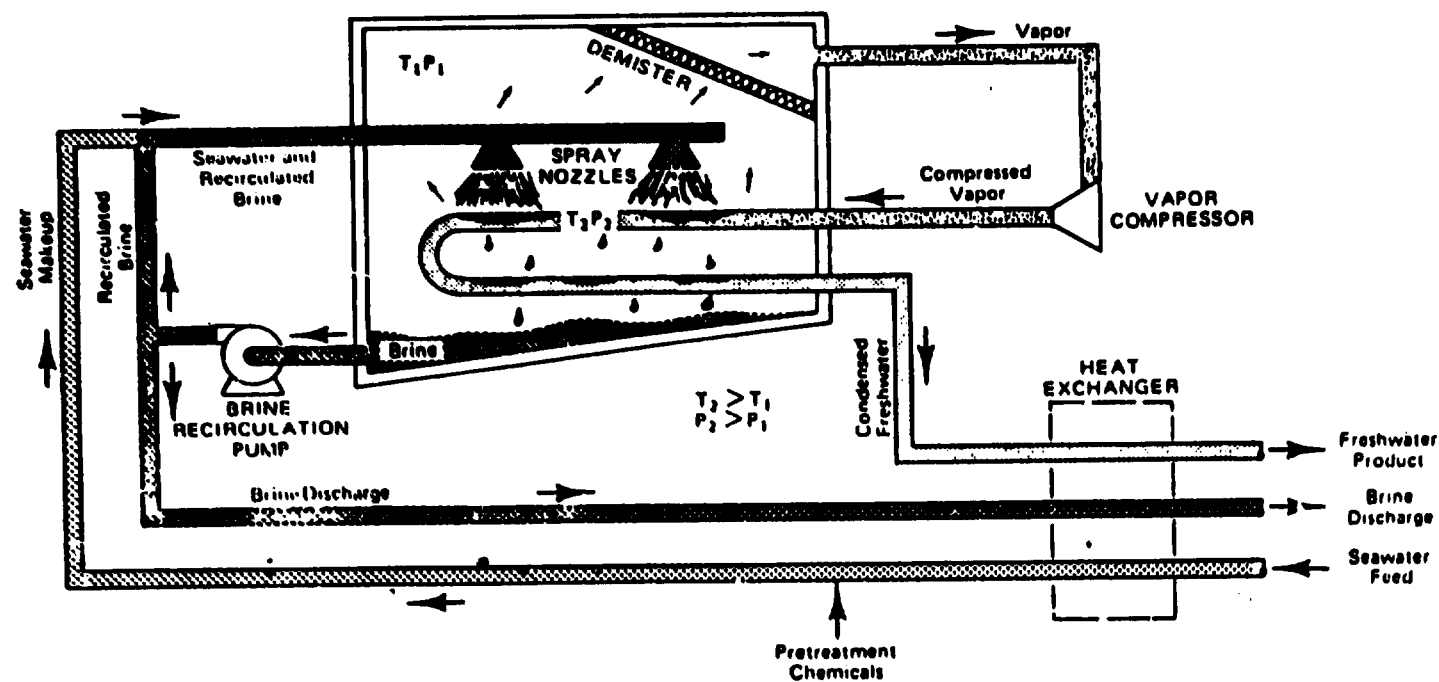 Vapor
T₁P₁
DEMISTER
Seawater and
Recirculated
Brine
SPRAY
NOZZLES
Compressed
Vapor
VAPOR
COMPRESSOR
T₂P₂
Seawater
Makeup
Recirculated
Brine
Brine
BRINE
RECIRCULATION
PUMP
T₂ > T₁
P₂ > P₁
Condensed
Freshwater
HEAT
EXCHANGER
Freshwater
Product
Brine Discharge
Brine
Discharge
Seawater
Feed
Pretreatment
Chemicals